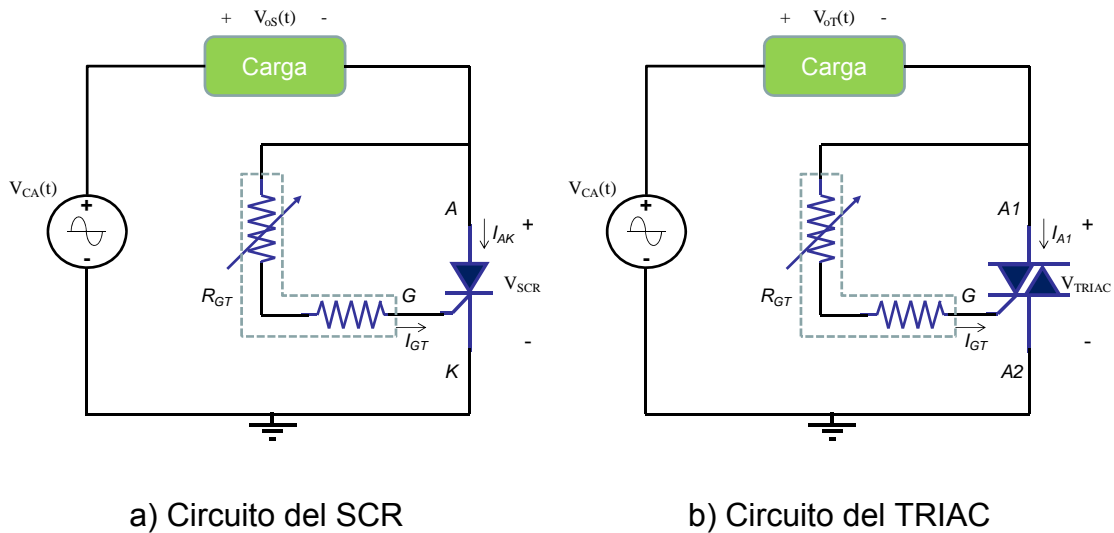 + VoS(t) -
Carga
VCA(t)
+
-
A
IAK
+
VSCR
RGT
G
IGT
-
K
a) Circuito del SCR
+ VoT(t) -
Carga
VCA(t)
+
-
A1
IA1
+
VTRIAC
RGT
G
IGT
-
A2
b) Circuito del TRIAC